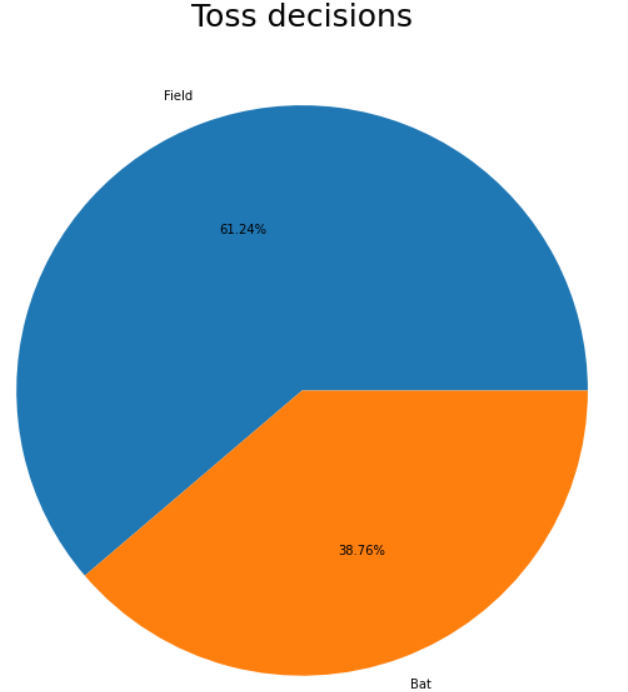 Toss decisions
Field
61.24%
38.76%
Bat